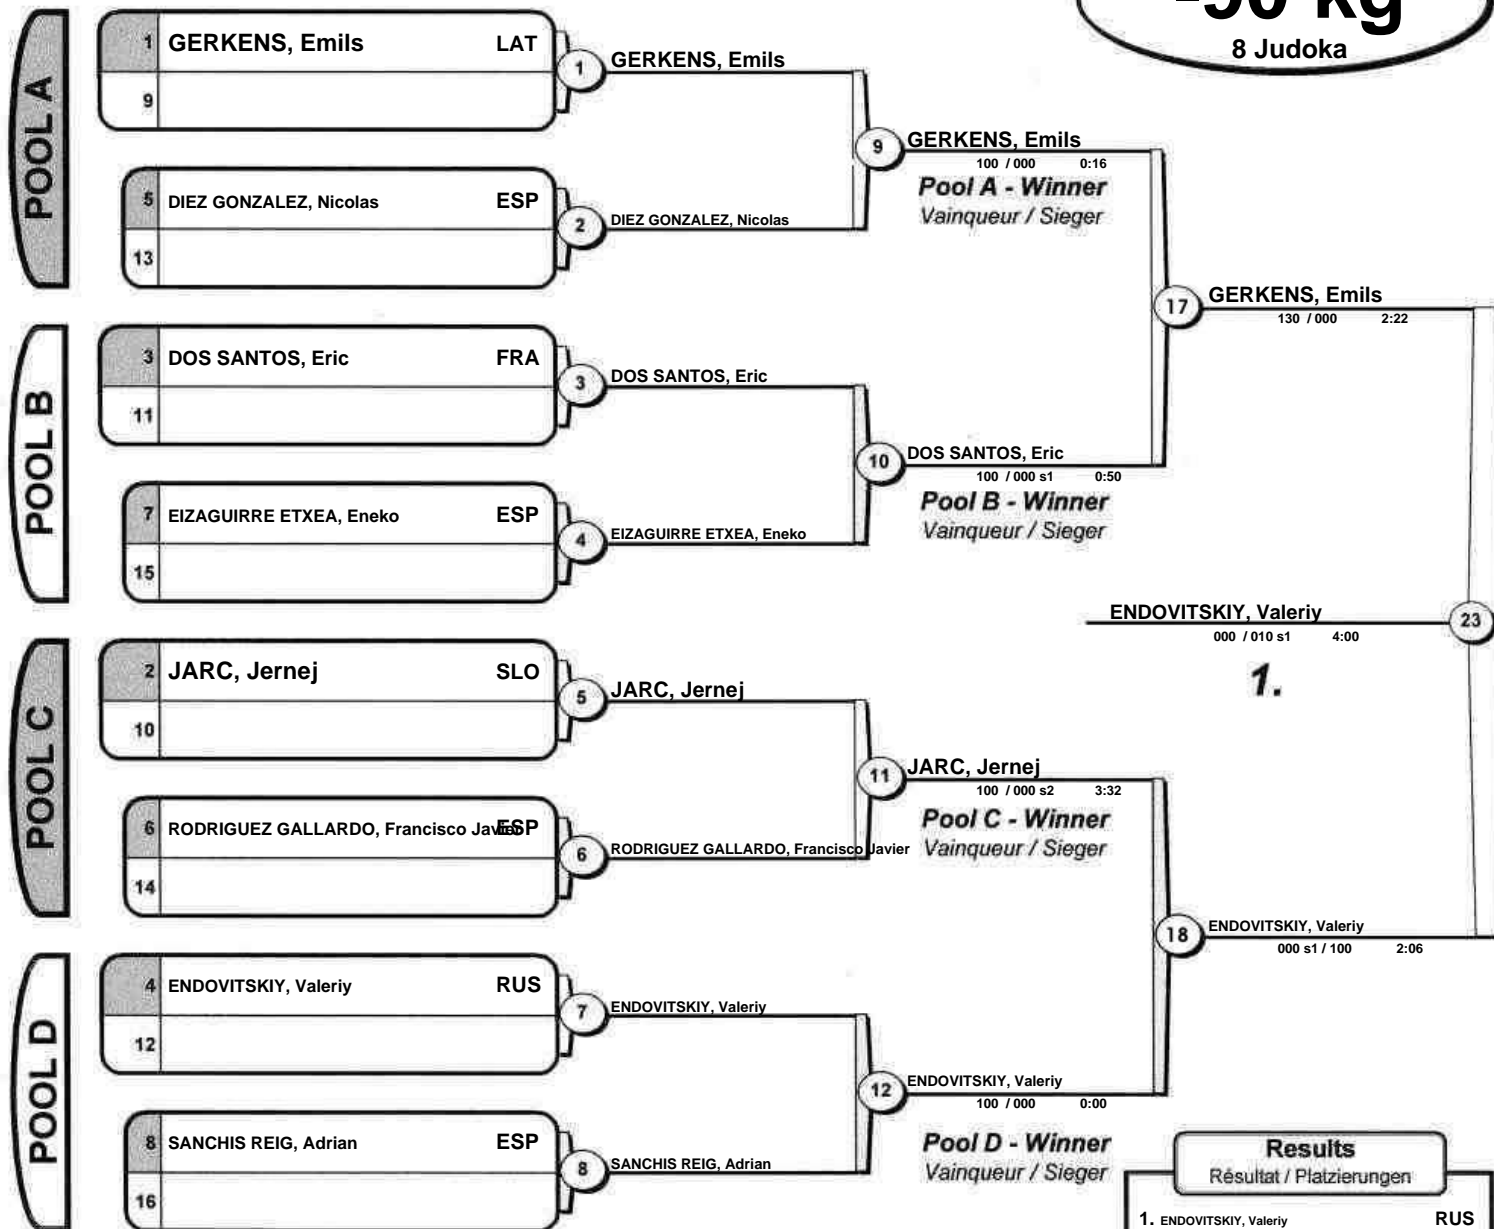 -90 kg
8 Judoka
POOL A
1 GERKENS, Emils LAT
9
5 DIEZ GONZALEZ, Nicolas ESP
13
1 GERKENS, Emils
2 DIEZ GONZALEZ, Nicolas
9 GERKENS, Emils
100 / 000 0:16
Pool A - Winner
Vainqueur / Sieger
POOL B
3 DOS SANTOS, Eric FRA
11
7 EIZAGUIRRE ETXEA, Eneko ESP
15
3 DOS SANTOS, Eric
4 EIZAGUIRRE ETXEA, Eneko
10 DOS SANTOS, Eric
100 / 000 s1 0:50
Pool B - Winner
Vainqueur / Sieger
17 GERKENS, Emils
130 / 000 2:22
ENDOVITSKIY, Valeriy 23
000 / 010 s1 4:00
1.
POOL C
2 JARC, Jernej SLO
10
6 RODRIGUEZ GALLARDO, Francisco Javier ESP
14
5 JARC, Jernej
6 RODRIGUEZ GALLARDO, Francisco Javier
11 JARC, Jernej
100 / 000 s2 3:32
Pool C - Winner
Vainqueur / Sieger
POOL D
4 ENDOVITSKIY, Valeriy RUS
12
8 SANCHIS REIG, Adrian ESP
16
7 ENDOVITSKIY, Valeriy
8 SANCHIS REIG, Adrian
12 ENDOVITSKIY, Valeriy
100 / 000 0:00
Pool D - Winner
Vainqueur / Sieger
18 ENDOVITSKIY, Valeriy
000 s1 / 100 2:06
Results
Résultat / Platzierungen
1. ENDOVITSKIY, Valeriy RUS